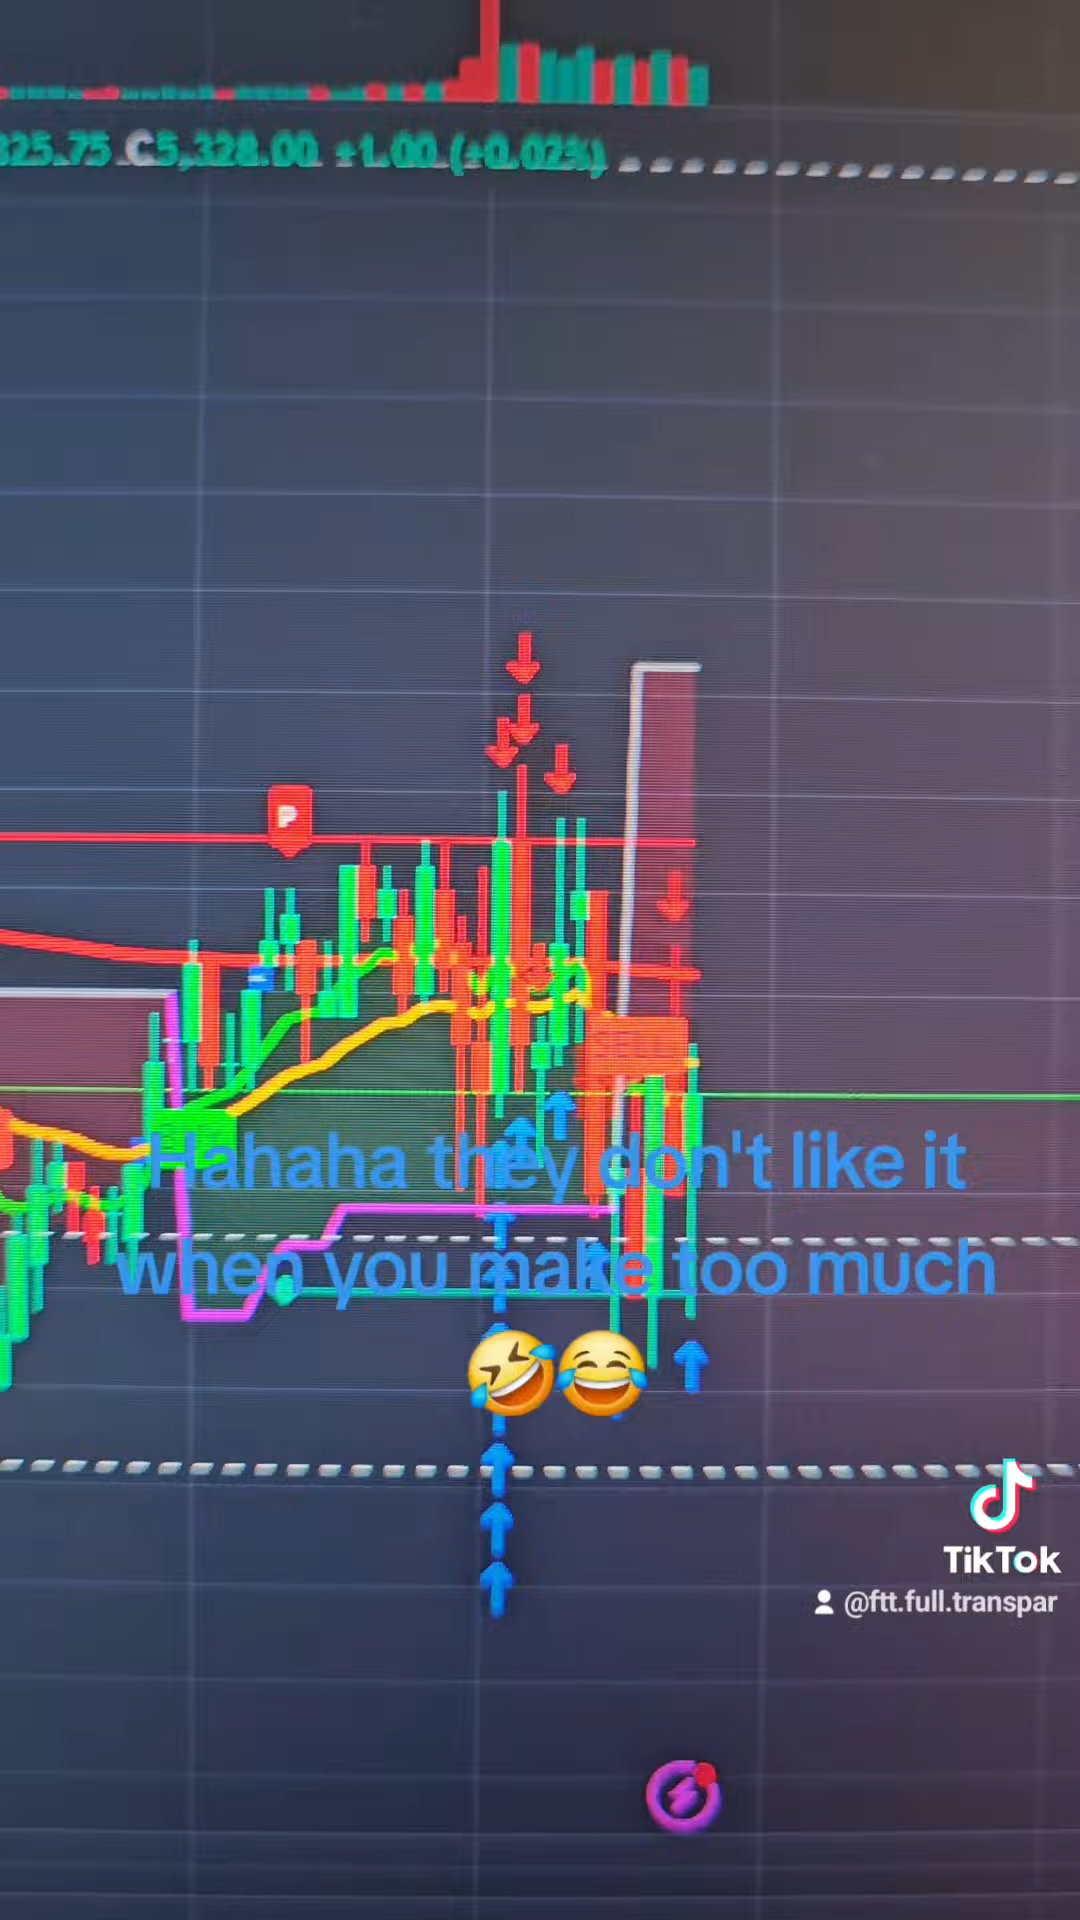 325.75 C5,328.00 +1.00 (+0.02%)
P
SELL
Hahaha they don't like it
when you make too much
🤣😂
TikTok
@ftt.full.transpar